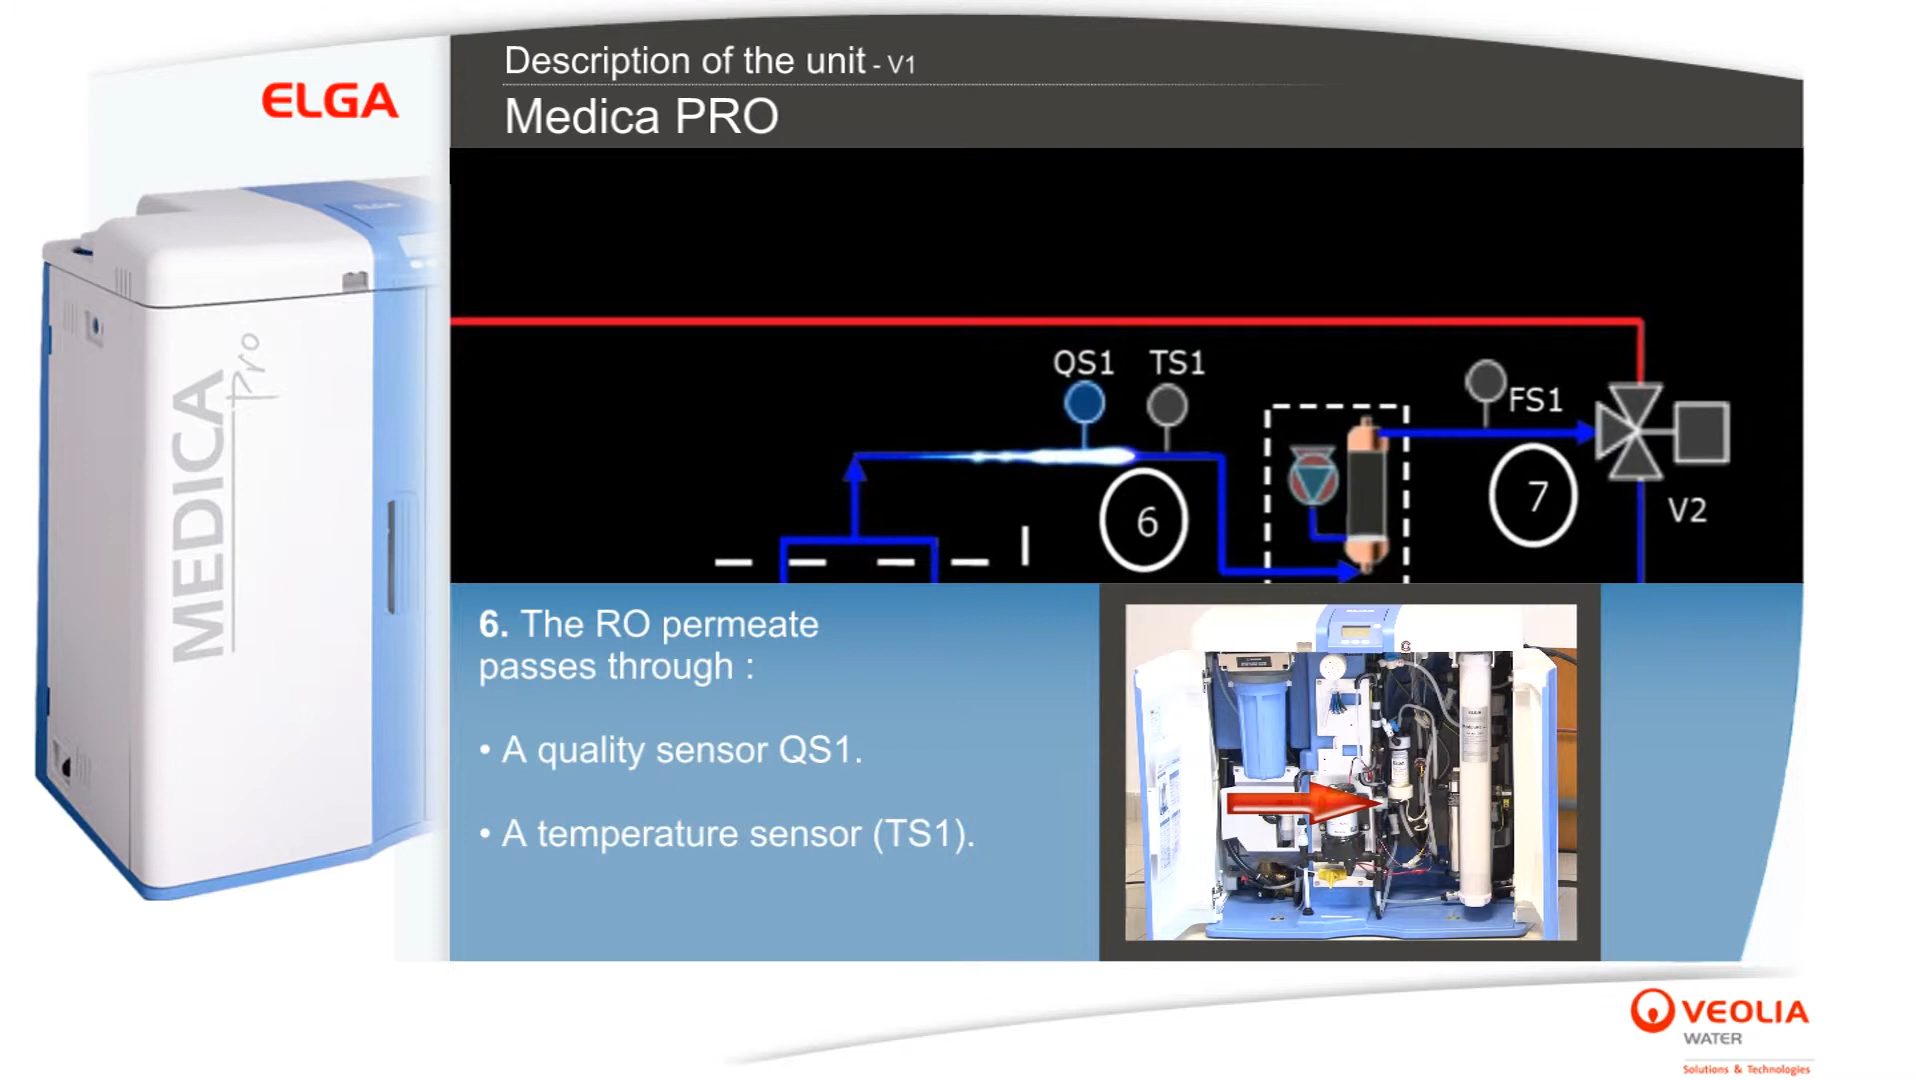 ELGA
Description of the unit - V1
Medica PRO
MEDICA
Pro
QS1
TS1
FS1
6
7
V2
6. The RO permeate
passes through :
• A quality sensor QS1.
• A temperature sensor (TS1).
VEOLIA
WATER
Solutions & Technologies